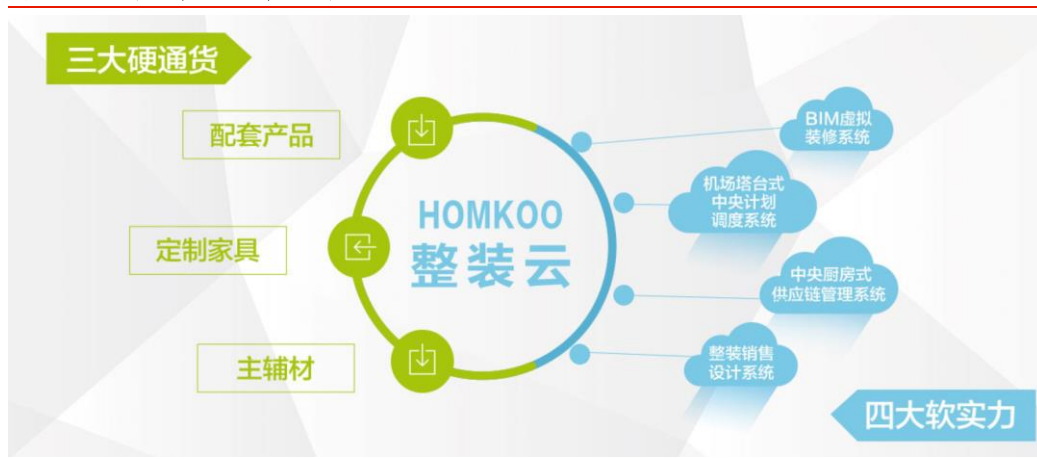 三大硬通货
配套产品
定制家具
主辅材
HOMKOO
整装云
BIM虚拟
装修系统
机场塔台式
中央计划
调度系统
中央厨房式
供应链管理系统
整装销售
设计系统
四大软实力